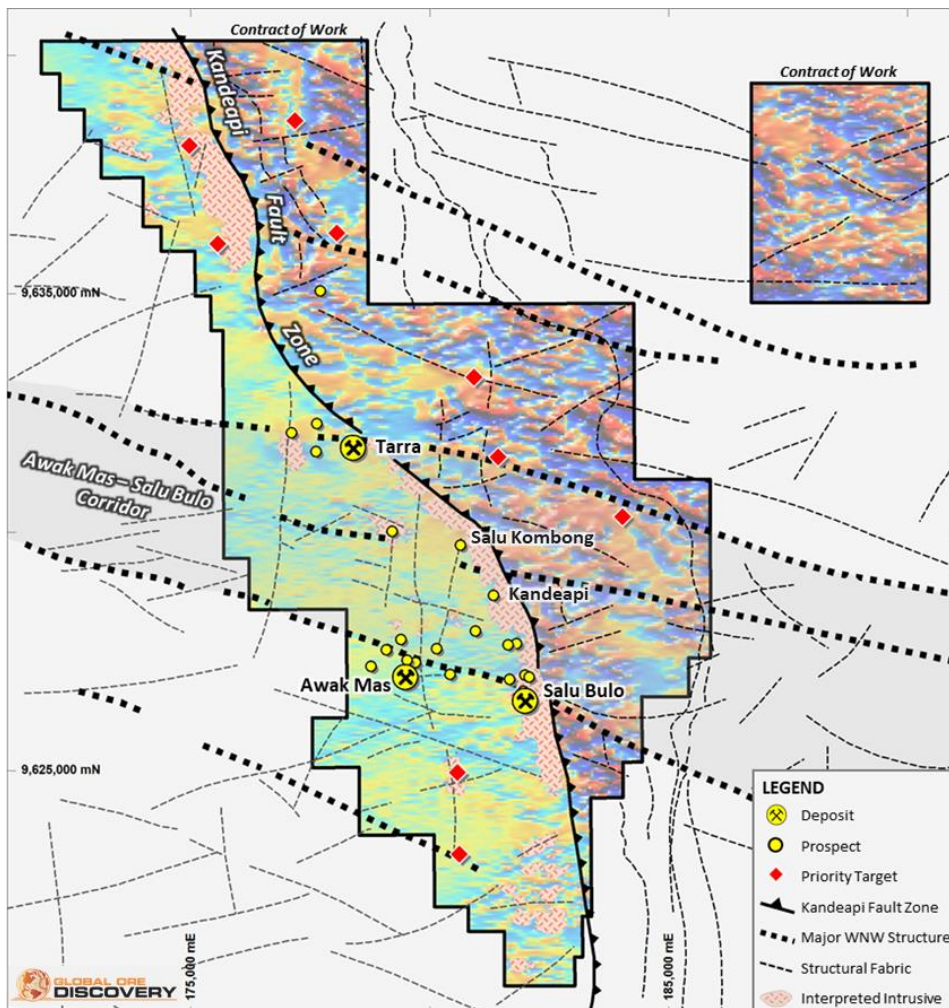 Contract of Work
Contract of Work
Kandeapi
Fault
Zone
9,635,000 mN
Tarra
Awak Mas – Salu Bulo
Corridor
Salu Kombong
Kandeapi
Awak Mas
Salu Bulo
9,625,000 mN
LEGEND
Deposit
Prospect
Priority Target
Kandeapi Fault Zone
Major WNW Structure
Structural Fabric
Interpreted Intrusive
175,000 mE
185,000 mE
GLOBAL ORE
DISCOVERY